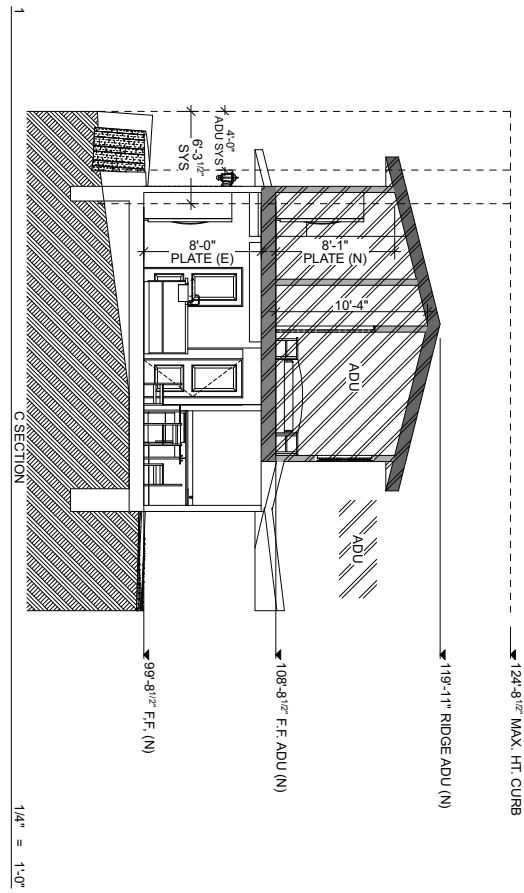 124'-8 1/2" MAX. HT. CURB
119'-11" RIDGE ADU (N)
108'-8 1/2" F.F. ADU (N)
99'-8 1/2" F.F. (N)
4'-0"
ADU SYS
6'-3 1/2"
SYS
8'-1"
PLATE (N)
8'-0"
PLATE (E)
10'-4"
ADU
ADU
1
C SECTION
1/4" = 1'-0"